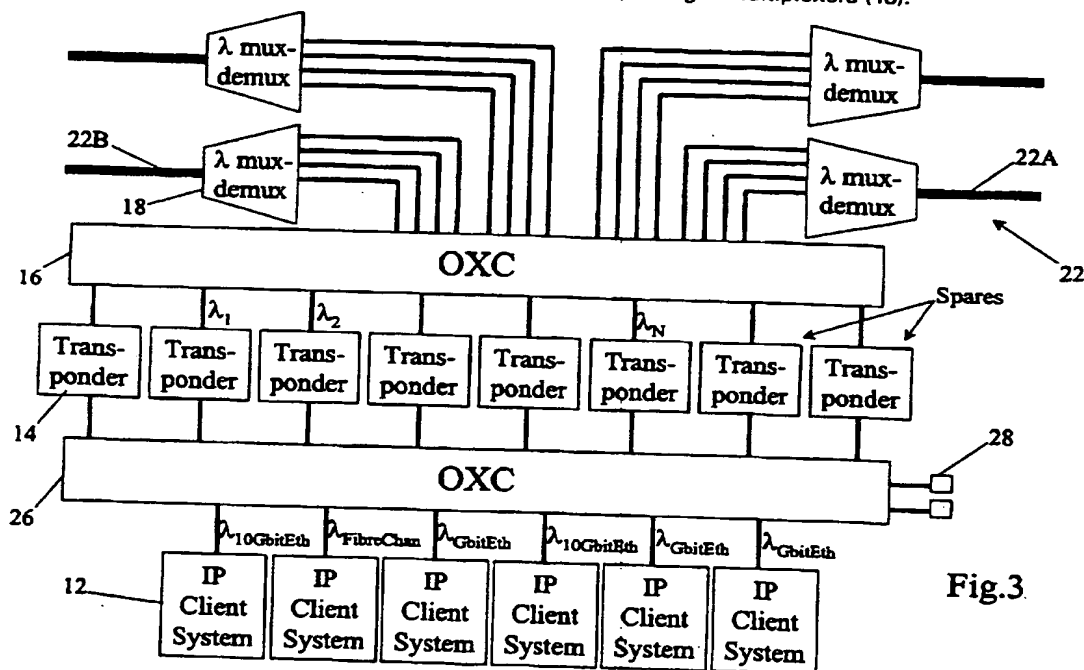 multiplexers (18).
λ mux-
demux
λ mux-
demux
22B
λ mux-
demux
18
λ mux-
demux
22A
22
16
OXC
Spares
λ1
λ2
λN
Trans-
ponder
Trans-
ponder
Trans-
ponder
Trans-
ponder
Trans-
ponder
Trans-
ponder
Trans-
ponder
Trans-
ponder
14
28
OXC
26
λ10GbitEth
λFibreChan
λGbitEth
λ10GbitEth
λGbitEth
λGbitEth
12
IP
Client
System
IP
Client
System
IP
Client
System
IP
Client
System
IP
Client
System
IP
Client
System
Fig.3